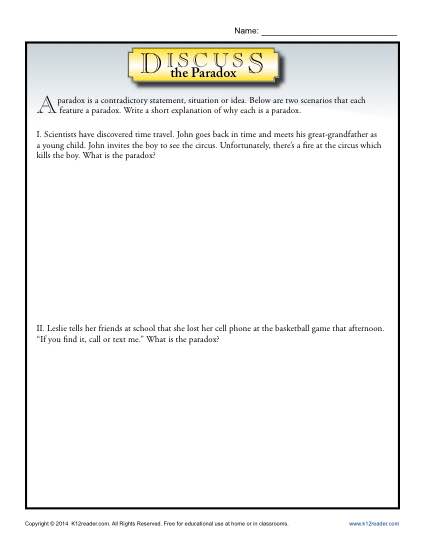 Name:
DISCUSS
the Paradox
A paradox is a contradictory statement, situation or idea. Below are two scenarios that each
feature a paradox. Write a short explanation of why each is a paradox.
I. Scientists have discovered time travel. John goes back in time and meets his great-grandfather as
a young child. John invites the boy to see the circus. Unfortunately, there's a fire at the circus which
kills the boy. What is the paradox?
II. Leslie tells her friends at school that she lost her cell phone at the basketball game that afternoon.
"If you find it, call or text me." What is the paradox?
Copyright © 2014 K12reader.com. All Rights Reserved. Free for educational use at home or in classrooms. www.k12reader.com